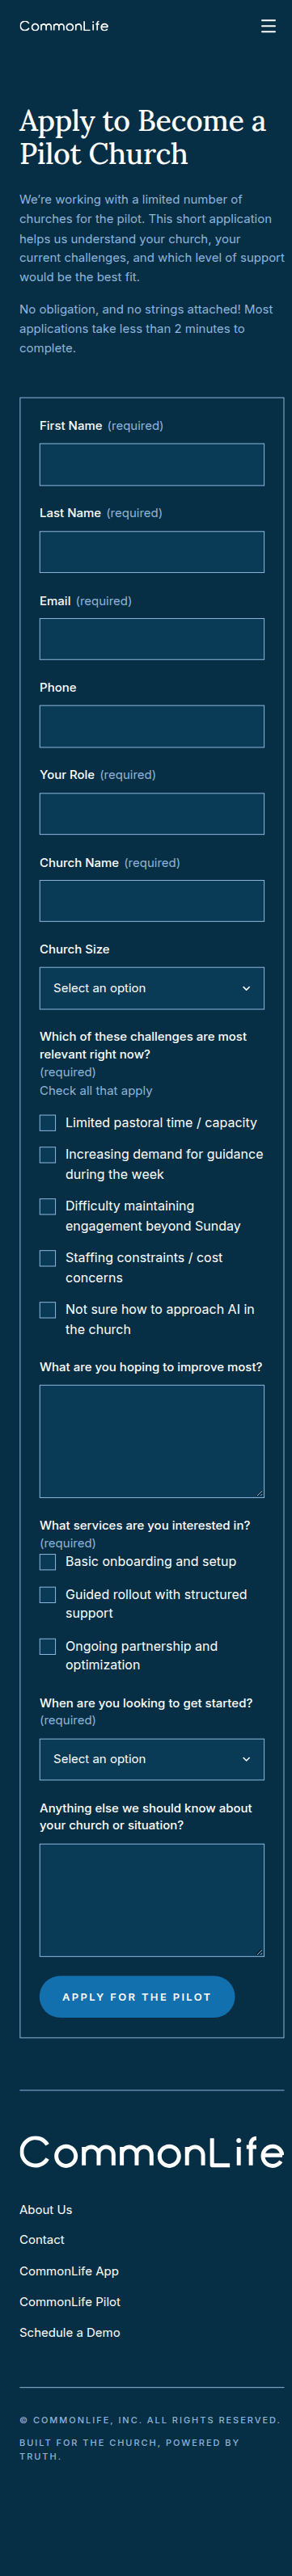 CommonLife
Apply to Become a
Pilot Church
We’re working with a limited number of
churches for the pilot. This short application
helps us understand your church, your
current challenges, and which level of support
would be the best fit.
No obligation, and no strings attached! Most
applications take less than 2 minutes to
complete.
First Name (required)
Last Name (required)
Email (required)
Phone
Your Role (required)
Church Name (required)
Church Size
Select an option
Which of these challenges are most
relevant right now?
(required)
Check all that apply
Limited pastoral time / capacity
Increasing demand for guidance
during the week
Difficulty maintaining
engagement beyond Sunday
Staffing constraints / cost
concerns
Not sure how to approach AI in
the church
What are you hoping to improve most?
What services are you interested in?
(required)
Basic onboarding and setup
Guided rollout with structured
support
Ongoing partnership and
optimization
When are you looking to get started?
(required)
Select an option
Anything else we should know about
your church or situation?
APPLY FOR THE PILOT
CommonLife
About Us
Contact
CommonLife App
CommonLife Pilot
Schedule a Demo
© COMMONLIFE, INC. ALL RIGHTS RESERVED.
BUILT FOR THE CHURCH, POWERED BY
TRUTH.